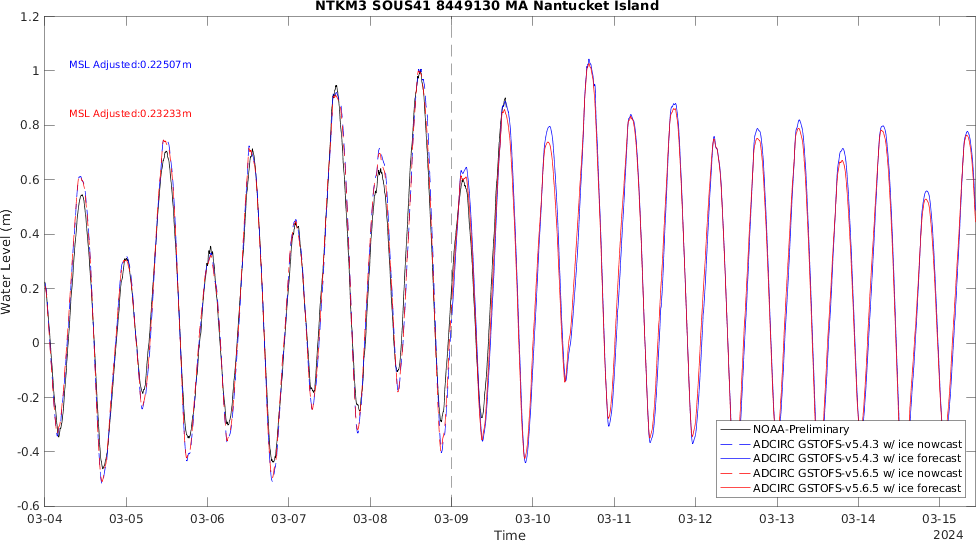 NTKM3 SOUS41 8449130 MA Nantucket Island
MSL Adjusted:0.22507m
MSL Adjusted:0.23233m
Water Level (m)
1.2
1
0.8
0.6
0.4
0.2
0
-0.2
-0.4
-0.6
NOAA-Preliminary
ADCIRC GSTOFS-v5.4.3 w/ ice nowcast
ADCIRC GSTOFS-v5.4.3 w/ ice forecast
ADCIRC GSTOFS-v5.6.5 w/ ice nowcast
ADCIRC GSTOFS-v5.6.5 w/ ice forecast
03-04 03-05 03-06 03-07 03-08 03-09 03-10 03-11 03-12 03-13 03-14 03-15
Time
2024